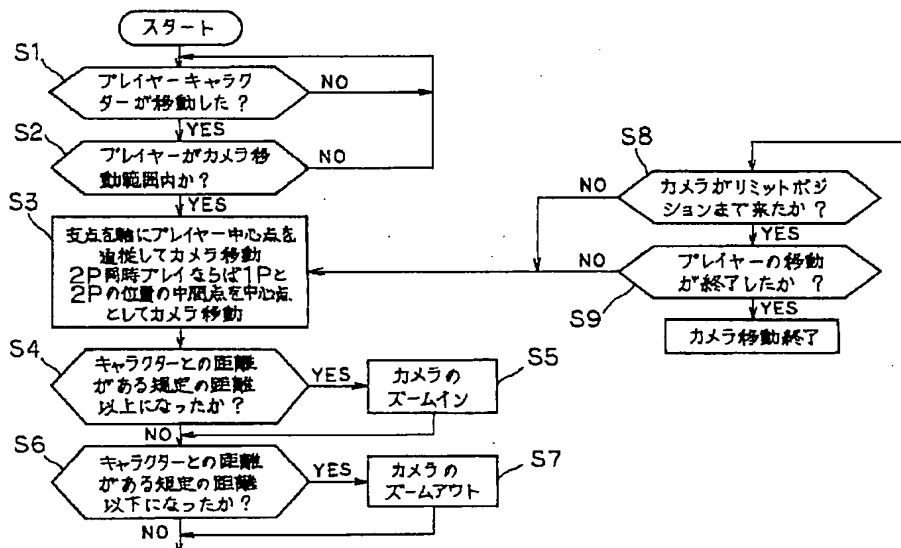 スタート
S1
プレイヤーキャラク
ターが移動した?
NO
YES
S2
プレイヤーがカメラ移
動範囲内か?
NO
YES
S3
支点を軸にプレイヤー中心点を
追従してカメラ移動
2P同時プレイならば1Pと
2Pの位置の中間点を中心点
としてカメラ移動
S4
キャラクターとの距離
がある規定の距離
以上になったか?
YES
NO
S5
カメラの
ズームイン
S6
キャラクターとの距離
がある規定の距離
以下になったか?
YES
NO
S7
カメラの
ズームアウト
S8
カメラがリミットポジ
ションまで来たか?
NO
YES
プレイヤーの移動
が終了したか?
NO
S9
YES
カメラ移動終了